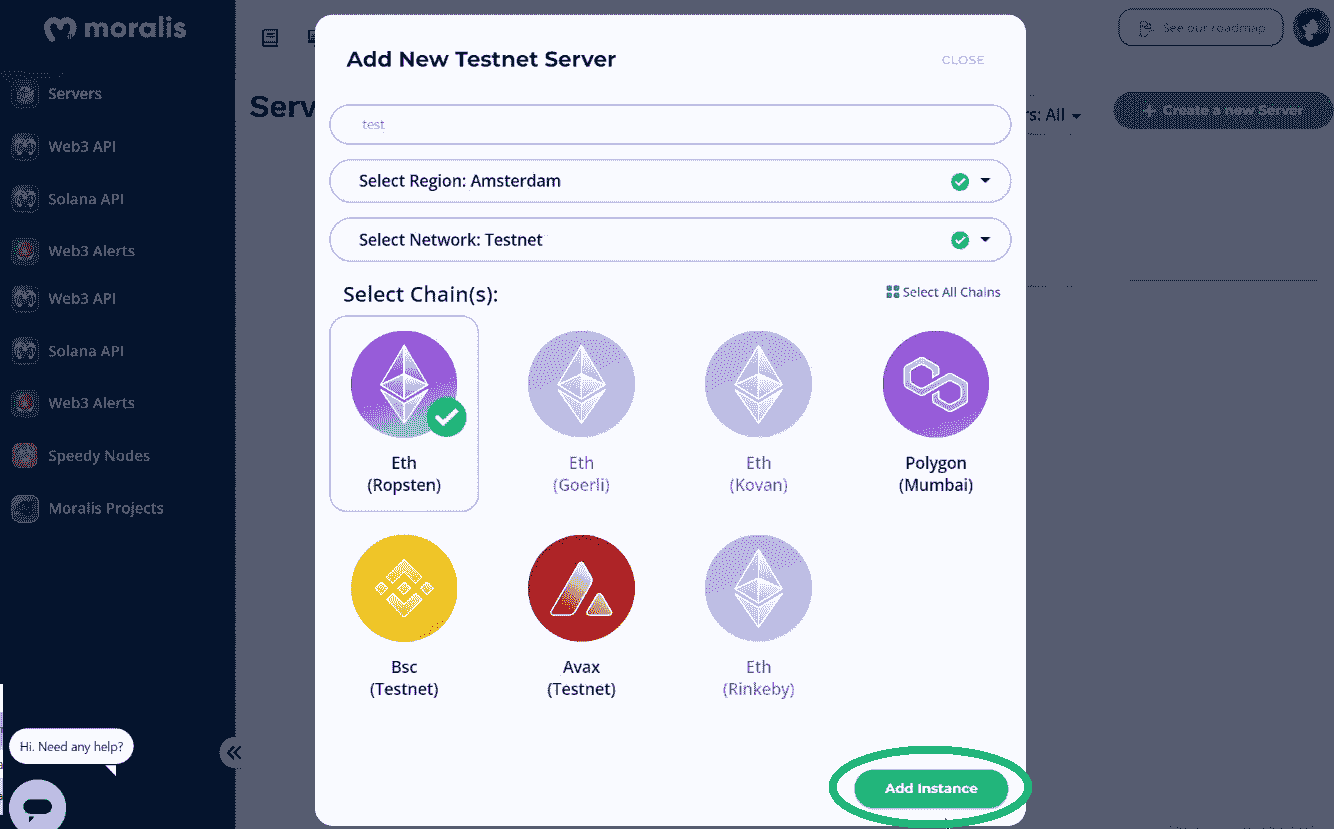 moralis
Servers
Web3 API
Solana API
Web3 Alerts
Web3 API
Solana API
Web3 Alerts
Speedy Nodes
Moralis Projects
Hi. Need any help?
See our roadmap
Serv
rs: All
+ Create a new Server
Add New Testnet Server
CLOSE
test
Select Region: Amsterdam
Select Network: Testnet
Select Chain(s):
Select All Chains
Eth
(Ropsten)
Eth
(Goerli)
Eth
(Kovan)
Polygon
(Mumbai)
Bsc
(Testnet)
Avax
(Testnet)
Eth
(Rinkeby)
Add Instance